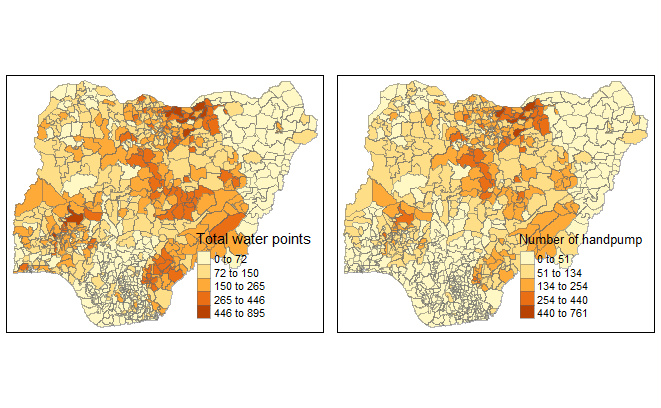 Total water points
0 to 72
72 to 150
150 to 265
265 to 446
446 to 895
Number of handpump
0 to 51
51 to 134
134 to 254
254 to 440
440 to 761